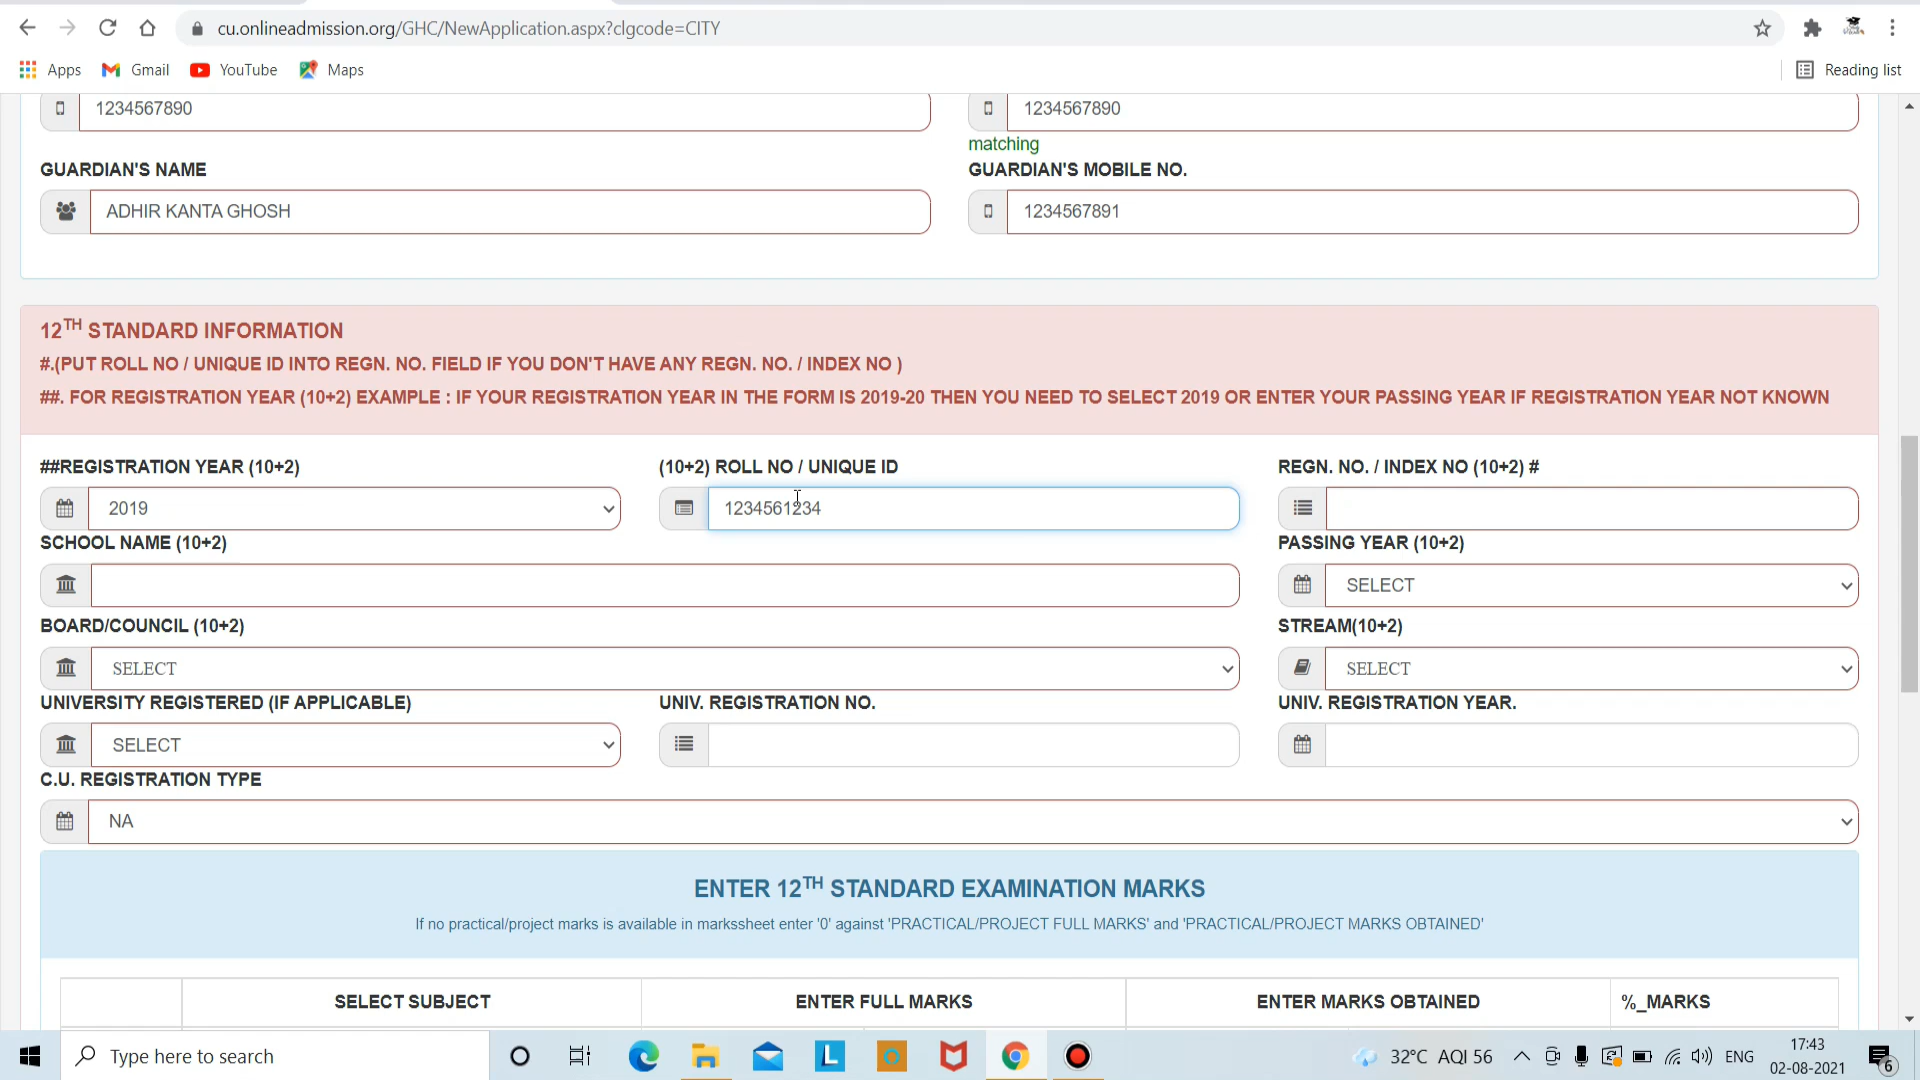 cu.onlineadmission.org/GHC/NewApplication.aspx?clgcode=CITY
Apps Gmail YouTube Maps Reading list
1234567890 1234567890
matching
GUARDIAN'S NAME GUARDIAN'S MOBILE NO.
ADHIR KANTA GHOSH 1234567891
12TH STANDARD INFORMATION
#.(PUT ROLL NO / UNIQUE ID INTO REGN. NO. FIELD IF YOU DON'T HAVE ANY REGN. NO. / INDEX NO )
##. FOR REGISTRATION YEAR (10+2) EXAMPLE : IF YOUR REGISTRATION YEAR IN THE FORM IS 2019-20 THEN YOU NEED TO SELECT 2019 OR ENTER YOUR PASSING YEAR IF REGISTRATION YEAR NOT KNOWN
##REGISTRATION YEAR (10+2) (10+2) ROLL NO / UNIQUE ID REGN. NO. / INDEX NO (10+2) #
2019 1234561234
SCHOOL NAME (10+2) PASSING YEAR (10+2)
SELECT
BOARD/COUNCIL (10+2) STREAM(10+2)
SELECT SELECT
UNIVERSITY REGISTERED (IF APPLICABLE) UNIV. REGISTRATION NO. UNIV. REGISTRATION YEAR.
SELECT
C.U. REGISTRATION TYPE
NA
ENTER 12TH STANDARD EXAMINATION MARKS
If no practical/project marks is available in markssheet enter '0' against 'PRACTICAL/PROJECT FULL MARKS' and 'PRACTICAL/PROJECT MARKS OBTAINED'
SELECT SUBJECT ENTER FULL MARKS ENTER MARKS OBTAINED %_MARKS
Type here to search L 32°C AQI 56 ENG 17:43
02-08-2021 6